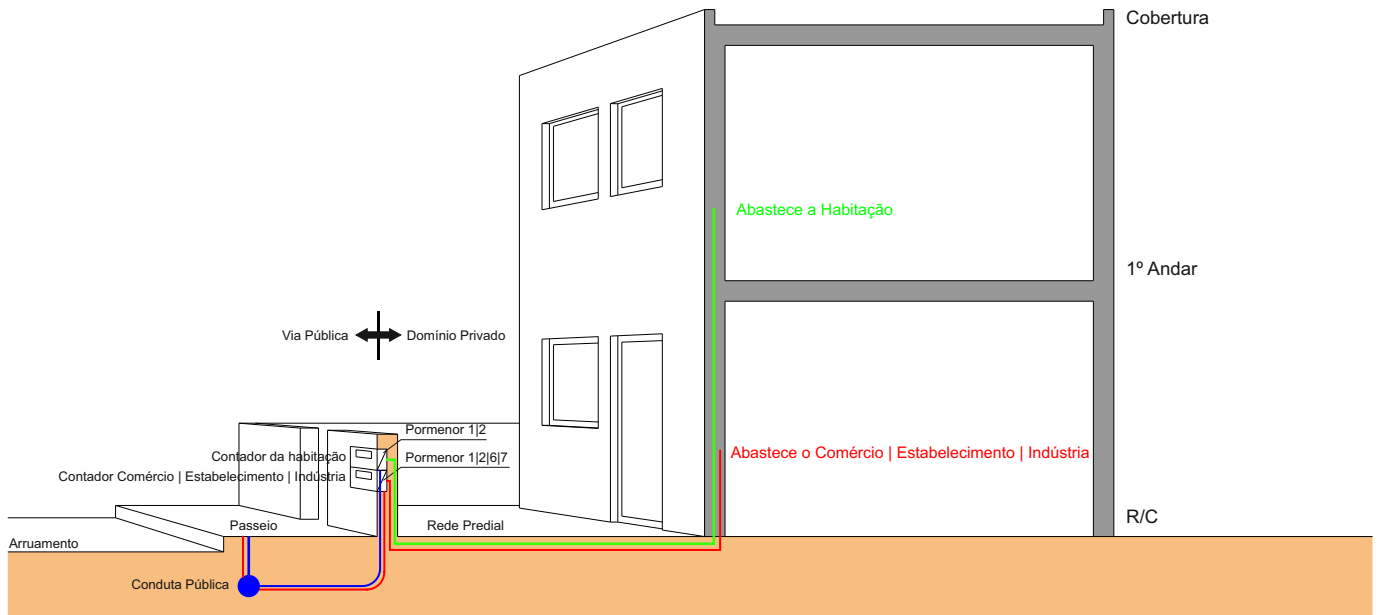 Cobertura
Abastece a Habitação
1º Andar
Via Pública
Domínio Privado
Pormenor 1|2
Contador da habitação
Pormenor 1|2|6|7
Abastece o Comércio | Estabelecimento | Indústria
Contador Comércio | Estabelecimento | Indústria
R/C
Passeio
Rede Predial
Arruamento
Conduta Pública